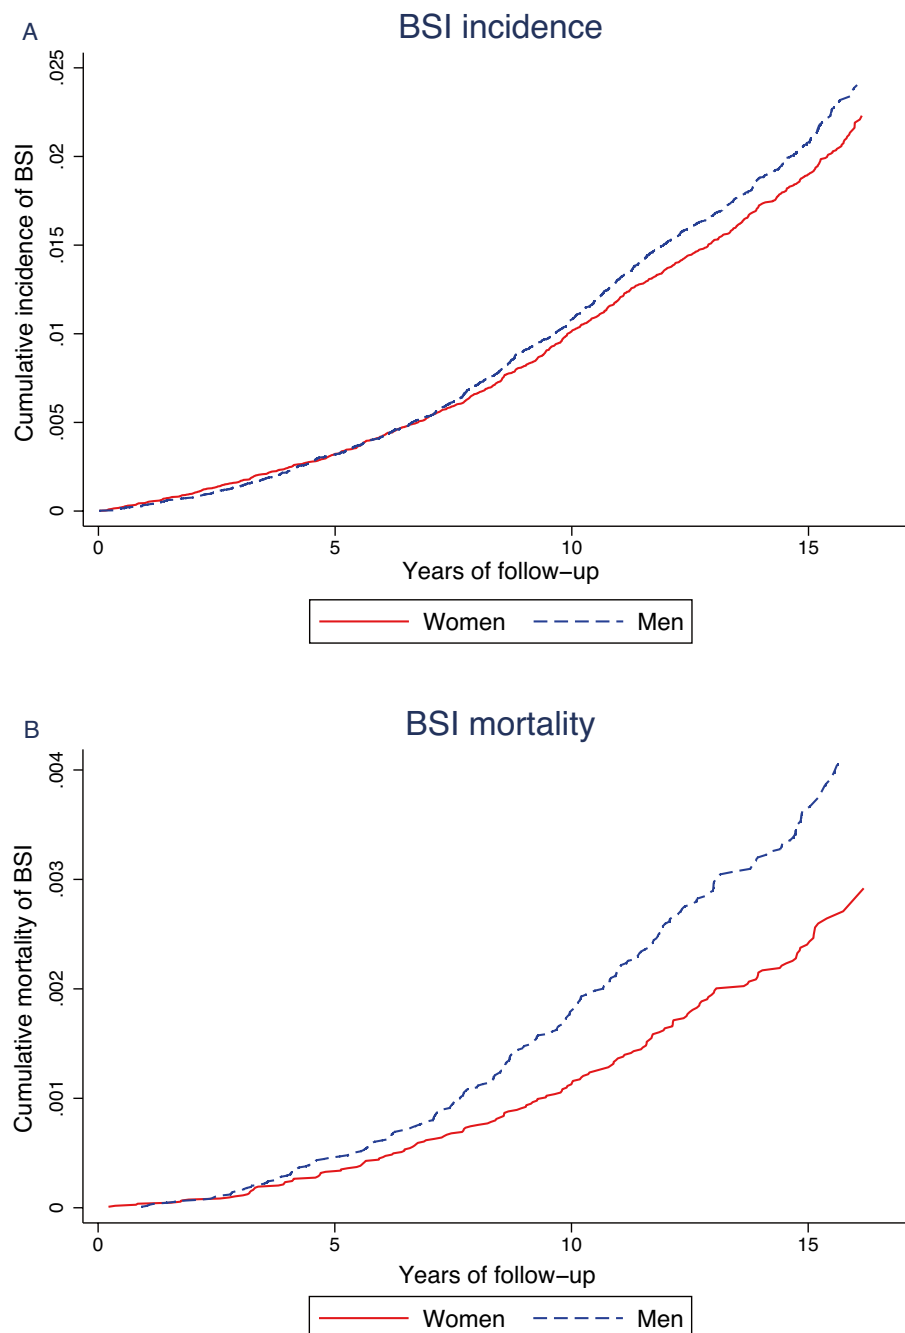 A
BSI incidence
Cumulative incidence of BSI
.025
.02
.015
.01
.005
0
0 5 10 15
Years of follow-up
Women Men
B
BSI mortality
Cumulative mortality of BSI
.004
.003
.002
.001
0
0 5 10 15
Years of follow-up
Women Men